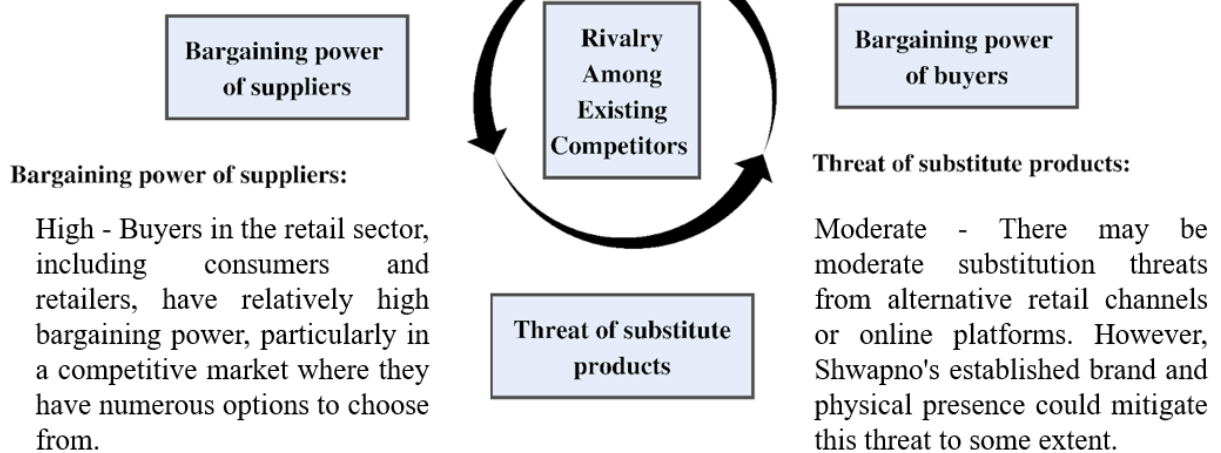 Bargaining power
of suppliers
Rivalry
Among
Existing
Competitors
Bargaining power
of buyers
Bargaining power of suppliers:
High - Buyers in the retail sector,
including consumers and
retailers, have relatively high
bargaining power, particularly in
a competitive market where they
have numerous options to choose
from.
Threat of substitute
products
Threat of substitute products:
Moderate - There may be
moderate substitution threats
from alternative retail channels
or online platforms. However,
Shwapno's established brand and
physical presence could mitigate
this threat to some extent.